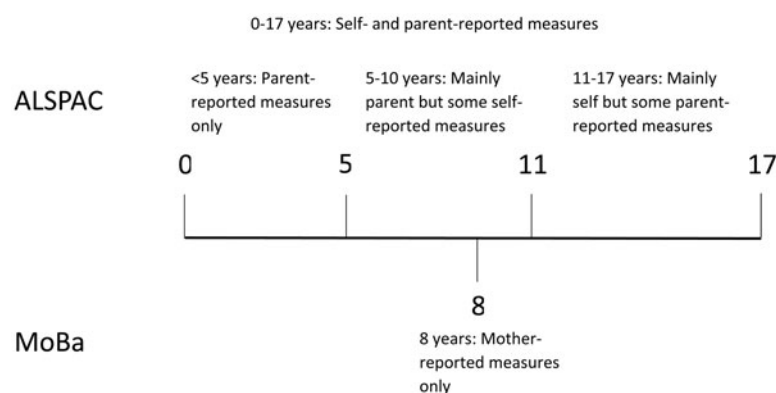 0-17 years: Self- and parent-reported measures
ALSPAC
<5 years: Parent-
reported measures
only
5-10 years: Mainly
parent but some self-
reported measures
11-17 years: Mainly
self but some parent-
reported measures
0
5
11
17
8
MoBa
8 years: Mother-
reported measures
only